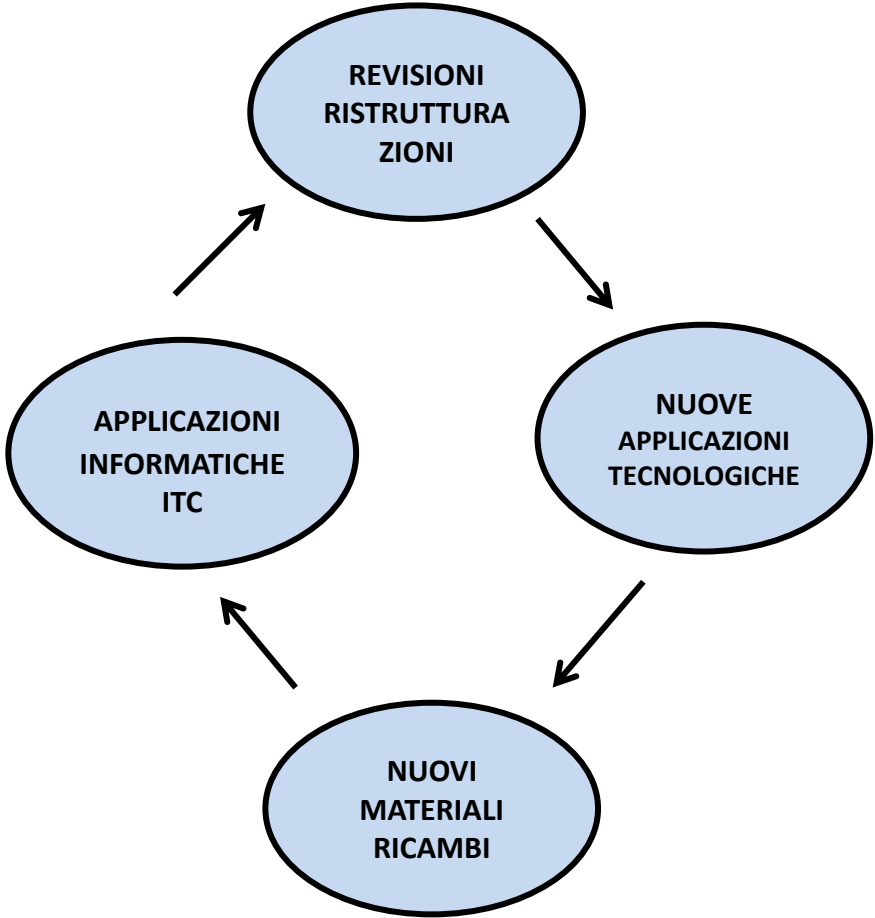 REVISIONI
RISTRUTTURA
ZIONI
APPLICAZIONI
INFORMATICHE
ITC
NUOVE
APPLICAZIONI
TECNOLOGICHE
NUOVI
MATERIALI
RICAMBI